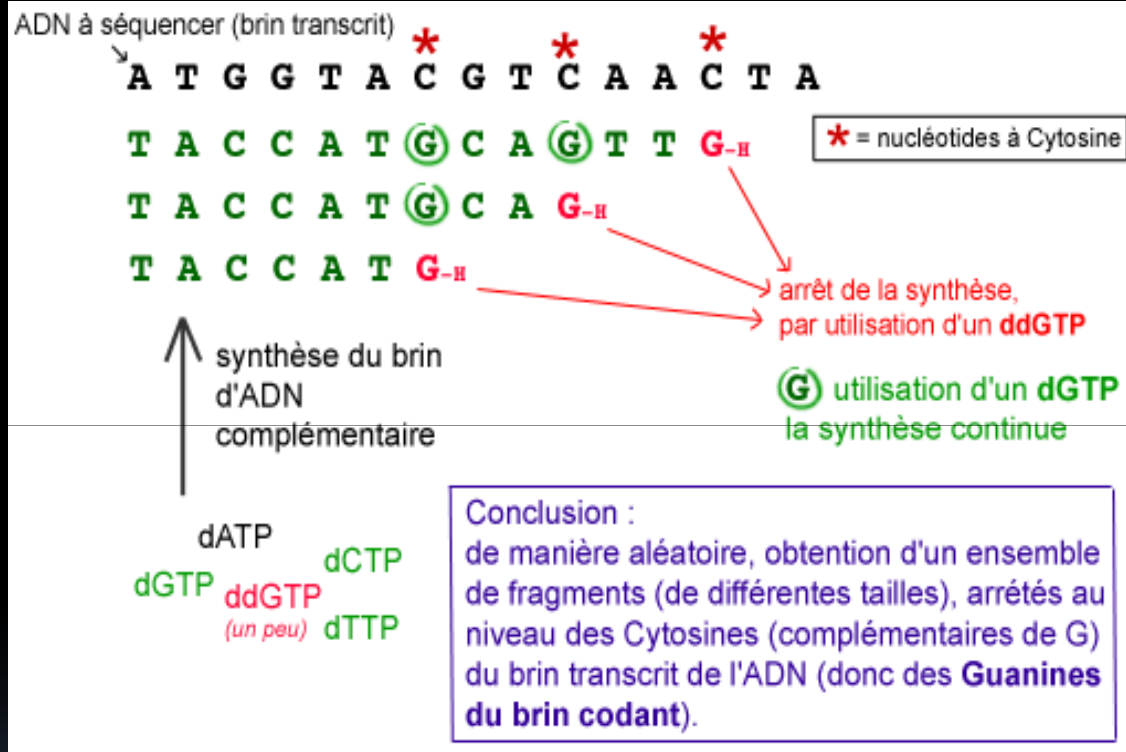 ADN à séquencer (brin transcrit)
* * *
A T G G T A C G T C A A C T A
T A C C A T G C A G T T G-H
* = nucléotides à Cytosine
T A C C A T G C A G-H
T A C C A T G-H
arrêt de la synthèse,
par utilisation d'un ddGTP
synthèse du brin
d'ADN
complémentaire
G utilisation d'un dGTP
la synthèse continue
dATP
dCTP
dGTP
ddGTP
(un peu)
dTTP
Conclusion :
de manière aléatoire, obtention d'un ensemble
de fragments (de différentes tailles), arrétés au
niveau des Cytosines (complémentaires de G)
du brin transcrit de l'ADN (donc des Guanines
du brin codant).